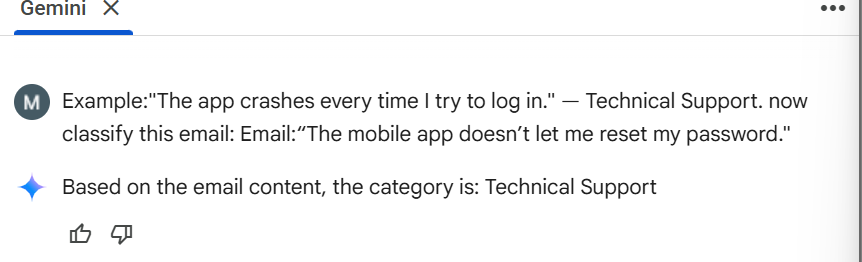 Gemini
M
Example:"The app crashes every time I try to log in." — Technical Support. now
classify this email: Email:“The mobile app doesn’t let me reset my password."
Based on the email content, the category is: Technical Support